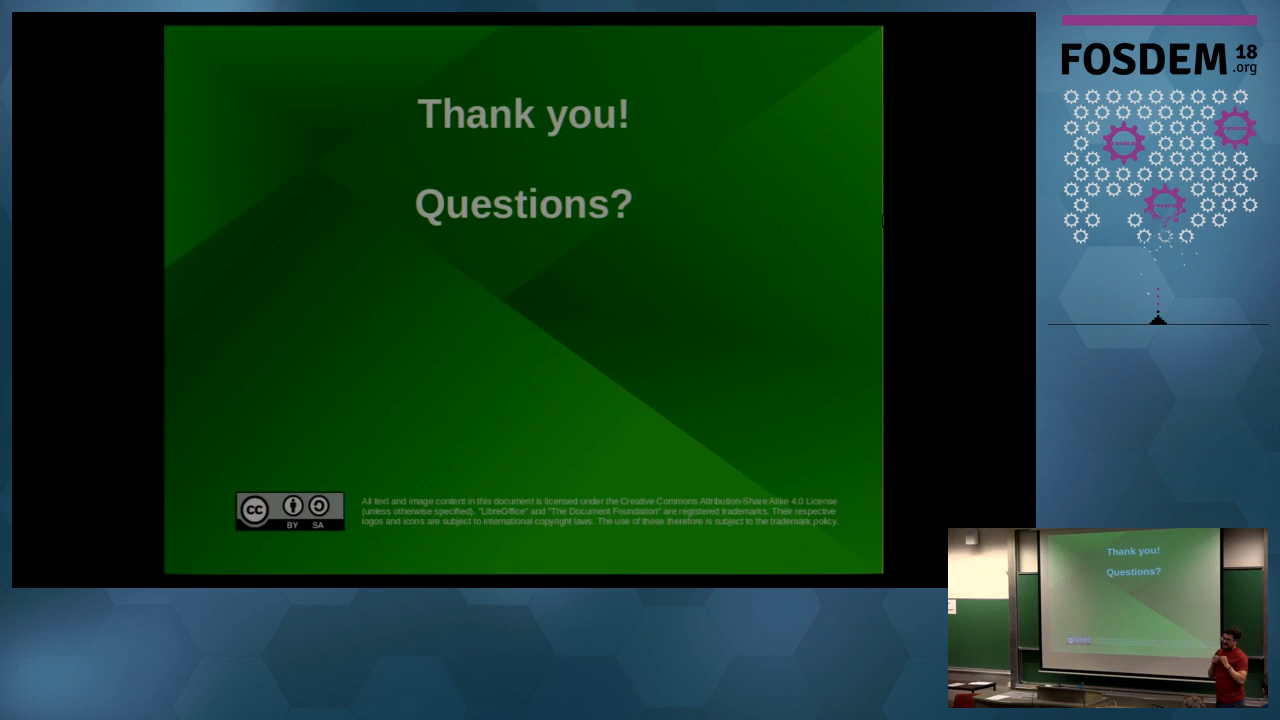 Thank you!
Questions?
BY SA
cc
All text and image content in this document is licensed under the Creative Commons Attribution-Share Alike 4.0 License
(unless otherwise specified). "LibreOffice" and "The Document Foundation" are registered trademarks. Their respective
logos and icons are subject to international copyright laws. The use of these therefore is subject to the trademark policy.
FOSDEM 18
.org
Thank you!
Questions?